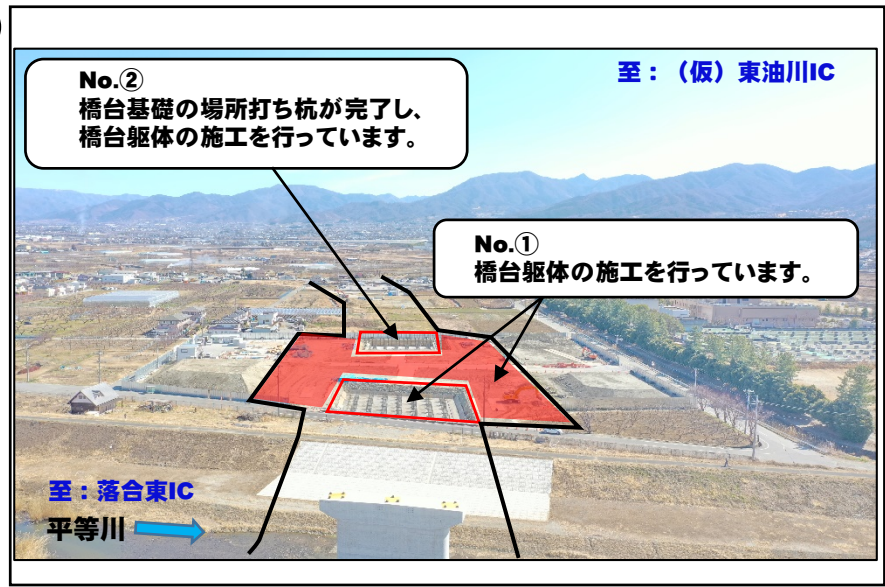 No.②
橋台基礎の場所打ち杭が完了し、
橋台躯体の施工を行っています。
至：（仮）東油川IC
No.①
橋台躯体の施工を行っています。
至：落合東IC
平等川